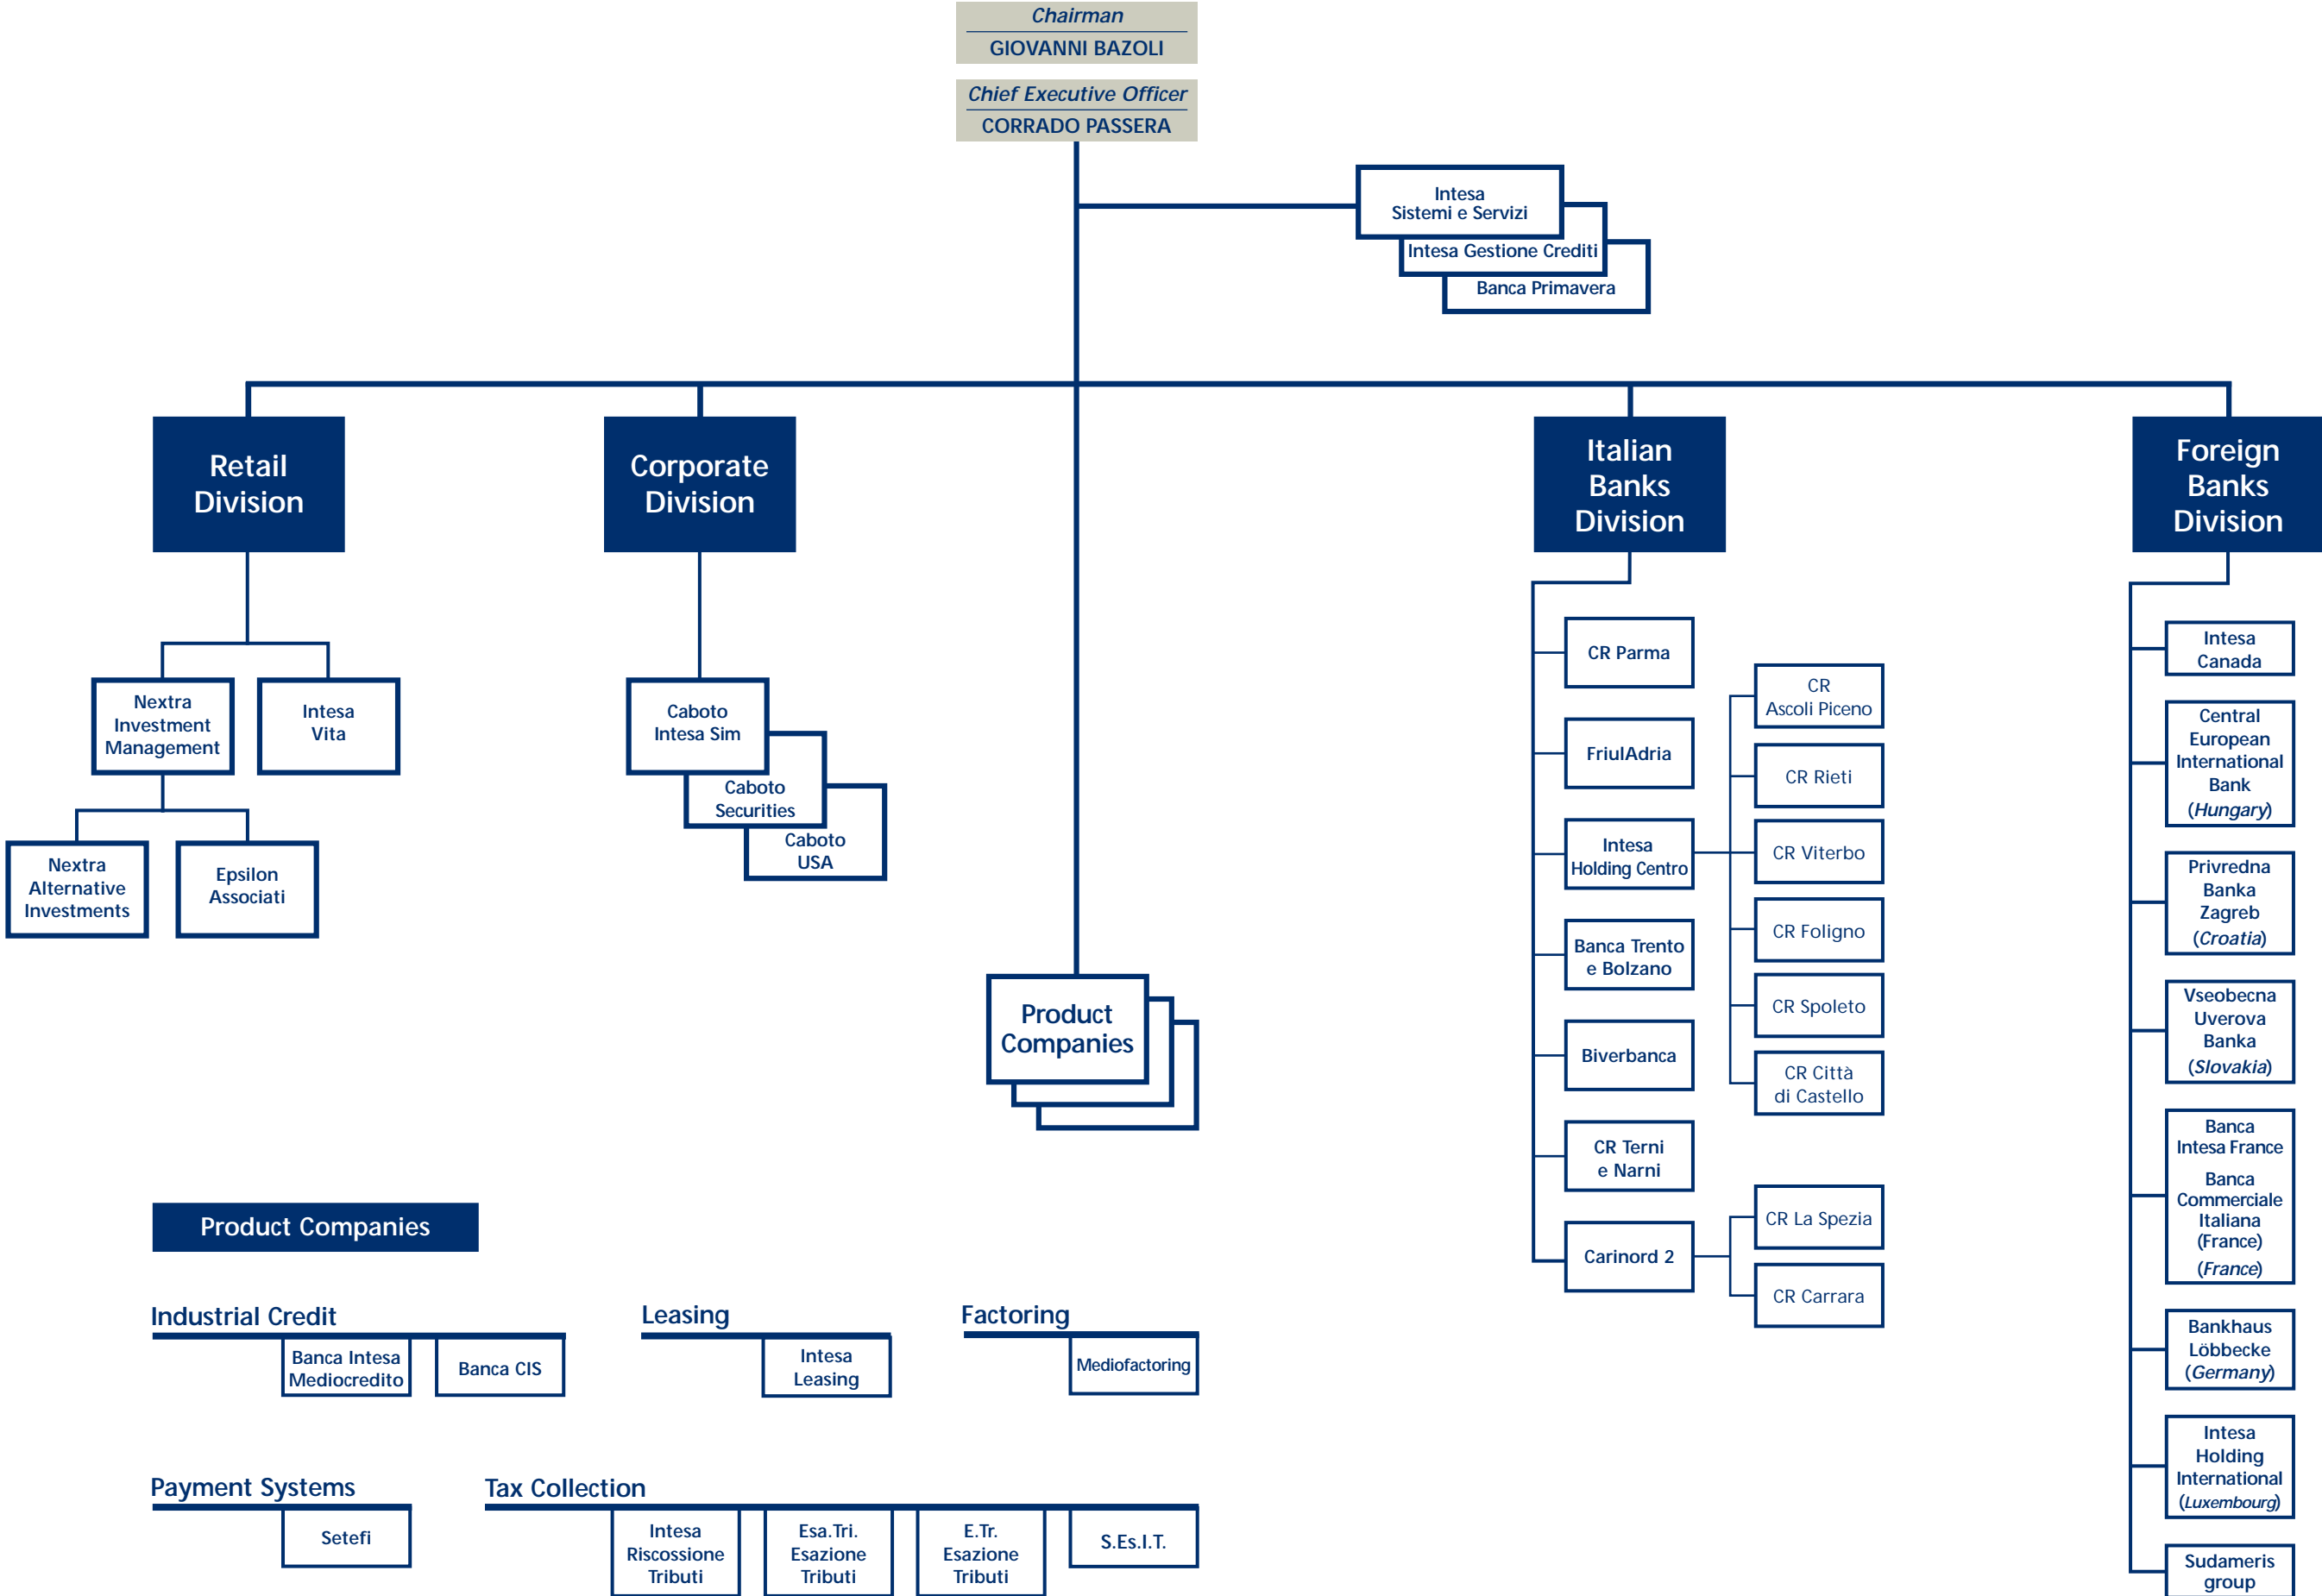 Chairman
GIOVANNI BAZOLI
Chief Executive Officer
CORRADO PASSERA
Intesa
Sistemi e Servizi
Intesa Gestione Crediti
Banca Primavera
Retail
Division
Corporate
Division
Italian
Banks
Division
Foreign
Banks
Division
Nextra
Investment
Management
Intesa
Vita
Nextra
Alternative
Investments
Epsilon
Associati
Caboto
Intesa Sim
Caboto
Securities
Caboto
USA
Product
Companies
CR Parma
FriulAdria
Intesa
Holding Centro
Banca Trento
e Bolzano
Biverbanca
CR Terni
e Narni
Carinord 2
CR
Ascoli Piceno
CR Rieti
CR Viterbo
CR Foligno
CR Spoleto
CR Città
di Castello
CR La Spezia
CR Carrara
Intesa
Canada
Central
European
International
Bank
(Hungary)
Privredna
Banka
Zagreb
(Croatia)
Vseobecna
Uverova
Banka
(Slovakia)
Banca
Intesa France
Banca
Commerciale
Italiana
(France)
(France)
Bankhaus
Löbbecke
(Germany)
Intesa
Holding
International
(Luxembourg)
Sudameris
group
Product Companies
Industrial Credit
Banca Intesa
Mediocredito
Banca CIS
Leasing
Intesa
Leasing
Factoring
Mediofactoring
Payment Systems
Setefi
Tax Collection
Intesa
Riscossione
Tributi
Esa.Tri.
Esazione
Tributi
E.Tr.
Esazione
Tributi
S.Es.I.T.